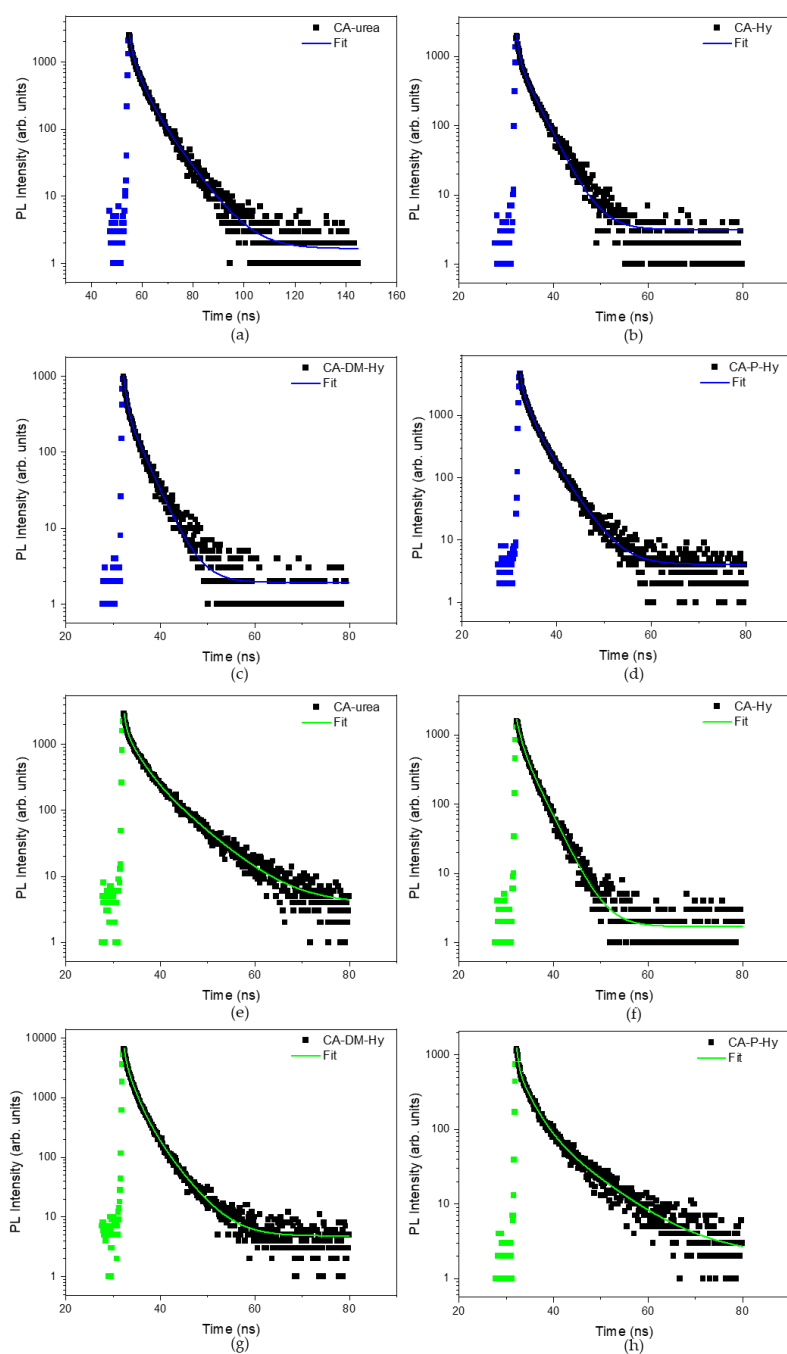 CA-urea
Fit
1000
100
10
1
PL Intensity (arb. units)
40 60 80 100 120 140 160
Time (ns)
(a)
CA-Hy
Fit
1000
100
10
1
PL Intensity (arb. units)
20 40 60 80
Time (ns)
(b)
CA-DM-Hy
Fit
1000
100
10
1
PL Intensity (arb. units)
20 40 60 80
Time (ns)
(c)
CA-P-Hy
Fit
1000
100
10
1
PL Intensity (arb. units)
20 40 60 80
Time (ns)
(d)
CA-urea
Fit
1000
100
10
1
PL Intensity (arb. units)
20 40 60 80
Time (ns)
(e)
CA-Hy
Fit
1000
100
10
1
PL Intensity (arb. units)
20 40 60 80
Time (ns)
(f)
CA-DM-Hy
Fit
10000
1000
100
10
1
PL Intensity (arb. units)
20 40 60 80
Time (ns)
(g)
CA-P-Hy
Fit
1000
100
10
1
PL Intensity (arb. units)
20 40 60 80
Time (ns)
(h)